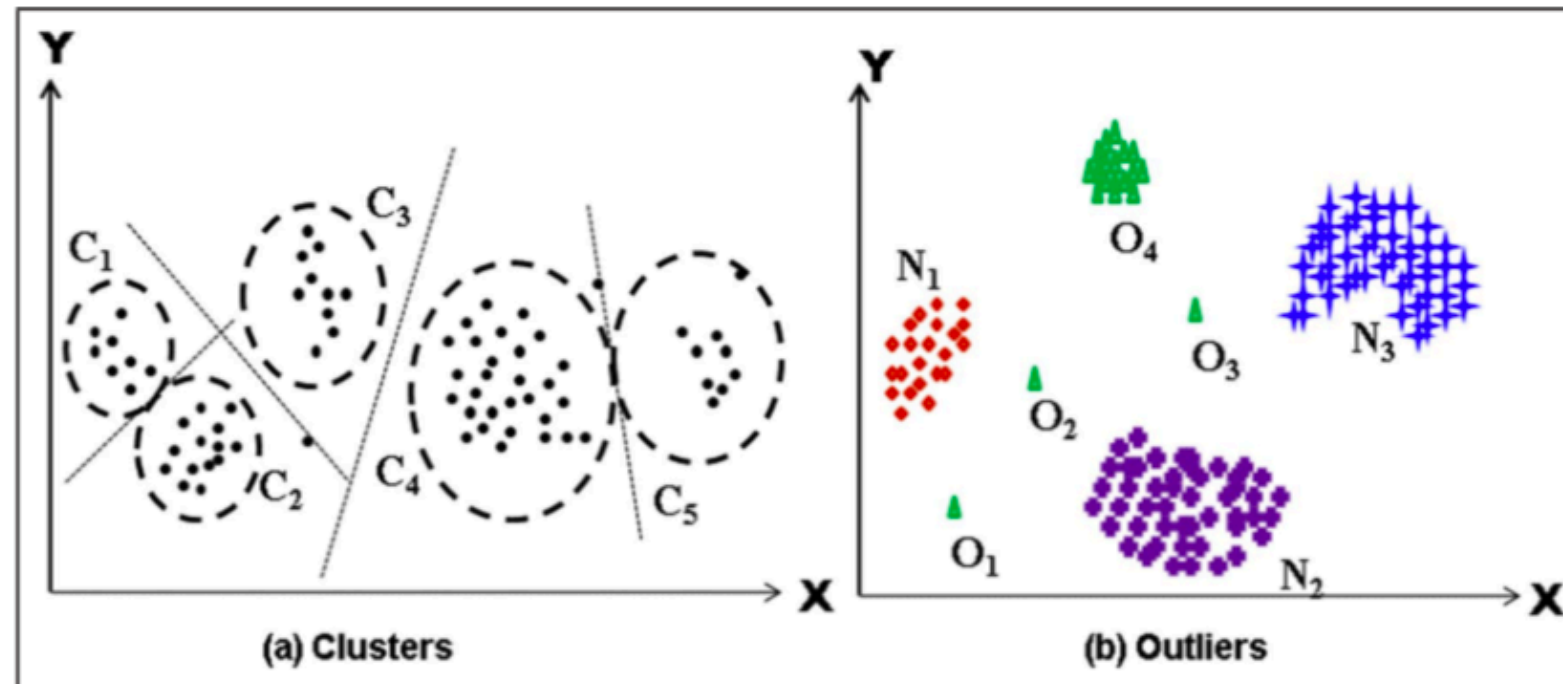 Y
C₃
C₁
C₂
C₄
C₅
X
(a) Clusters
Y
O₄
N₁
N₃
O₃
O₂
O₁
N₂
X
(b) Outliers